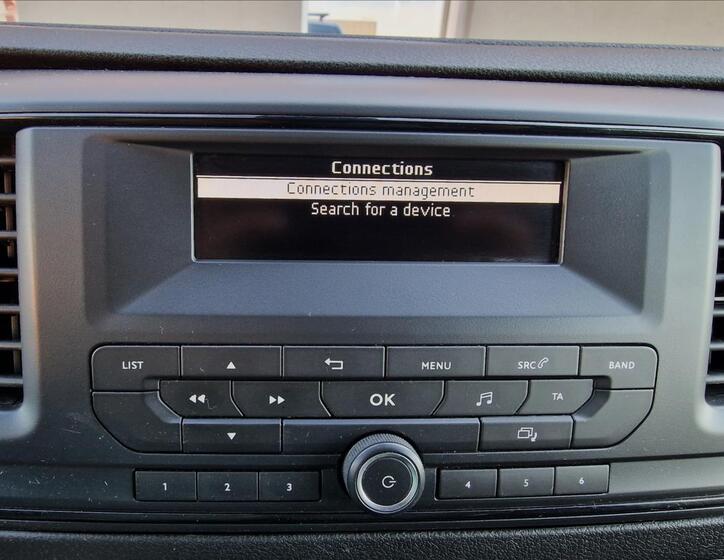 Connections
Connections management
Search for a device
LIST
MENU
SRC
BAND
OK
TA
1 2 3 4 5 6